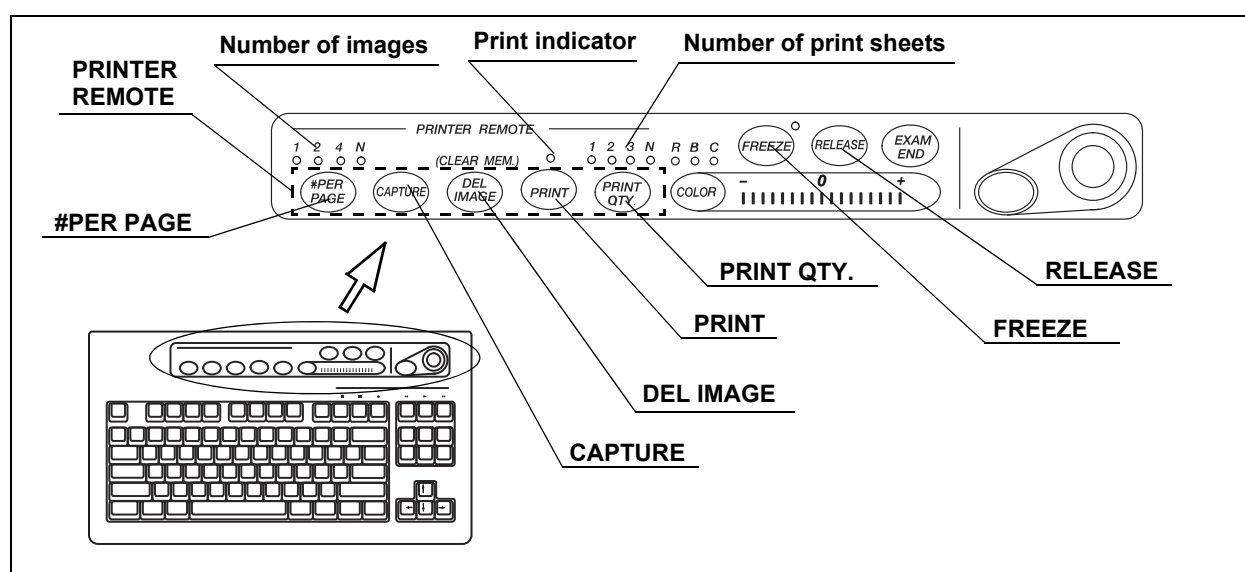 Number of images
Print indicator
Number of print sheets
PRINTER
REMOTE
PRINTER REMOTE
1 2 4 N
(CLEAR MEM.)
1 2 3 N
R B C
#PER
PAGE
CAPTURE
DEL
IMAGE
PRINT
PRINT
QTY.
COLOR
FREEZE
RELEASE
EXAM
END
− 0 +
#PER PAGE
PRINT QTY.
RELEASE
PRINT
FREEZE
DEL IMAGE
CAPTURE